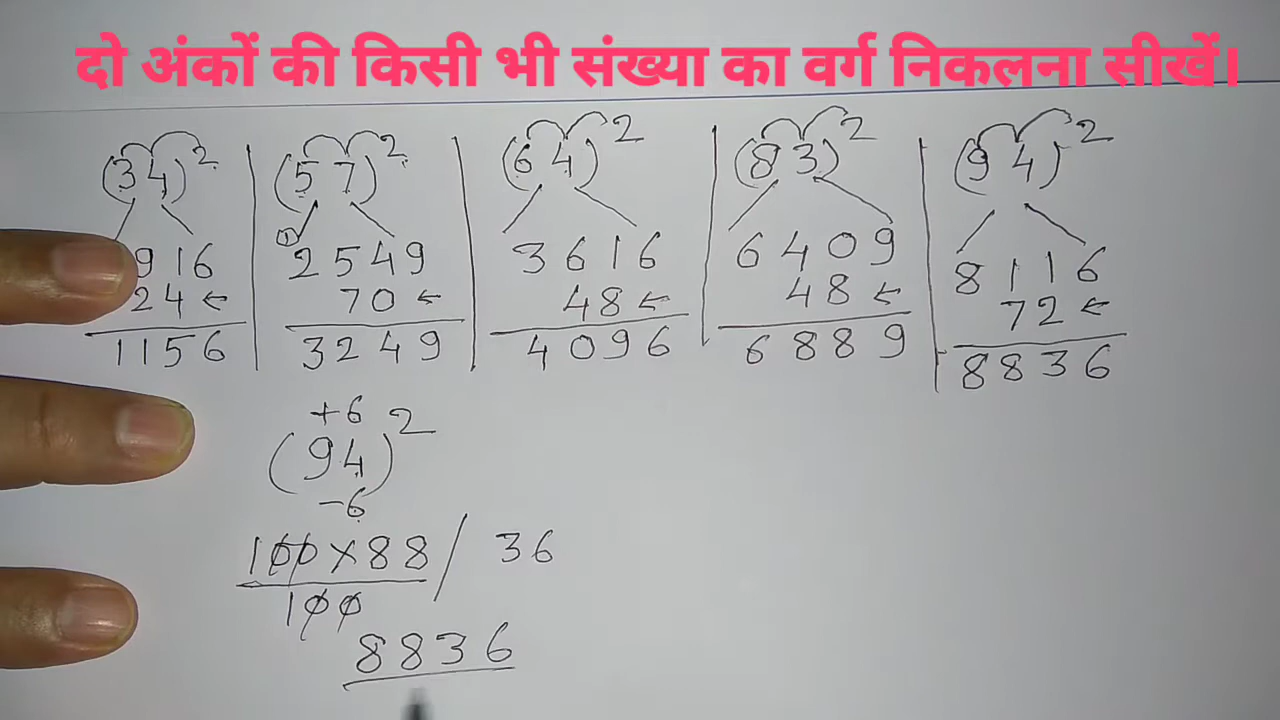 दो अंकों की किसी भी संख्या का वर्ग निकलना सीखें।
(34)² (57)² (64)² (83)² (94)²
1
916 2549 3616 6409 8116
24 ← 70 ← 48 ← 48 ← 72 ←
1156 3249 4096 6889 8836
+6
(94)²
-6
100×88 / 36
100
8836